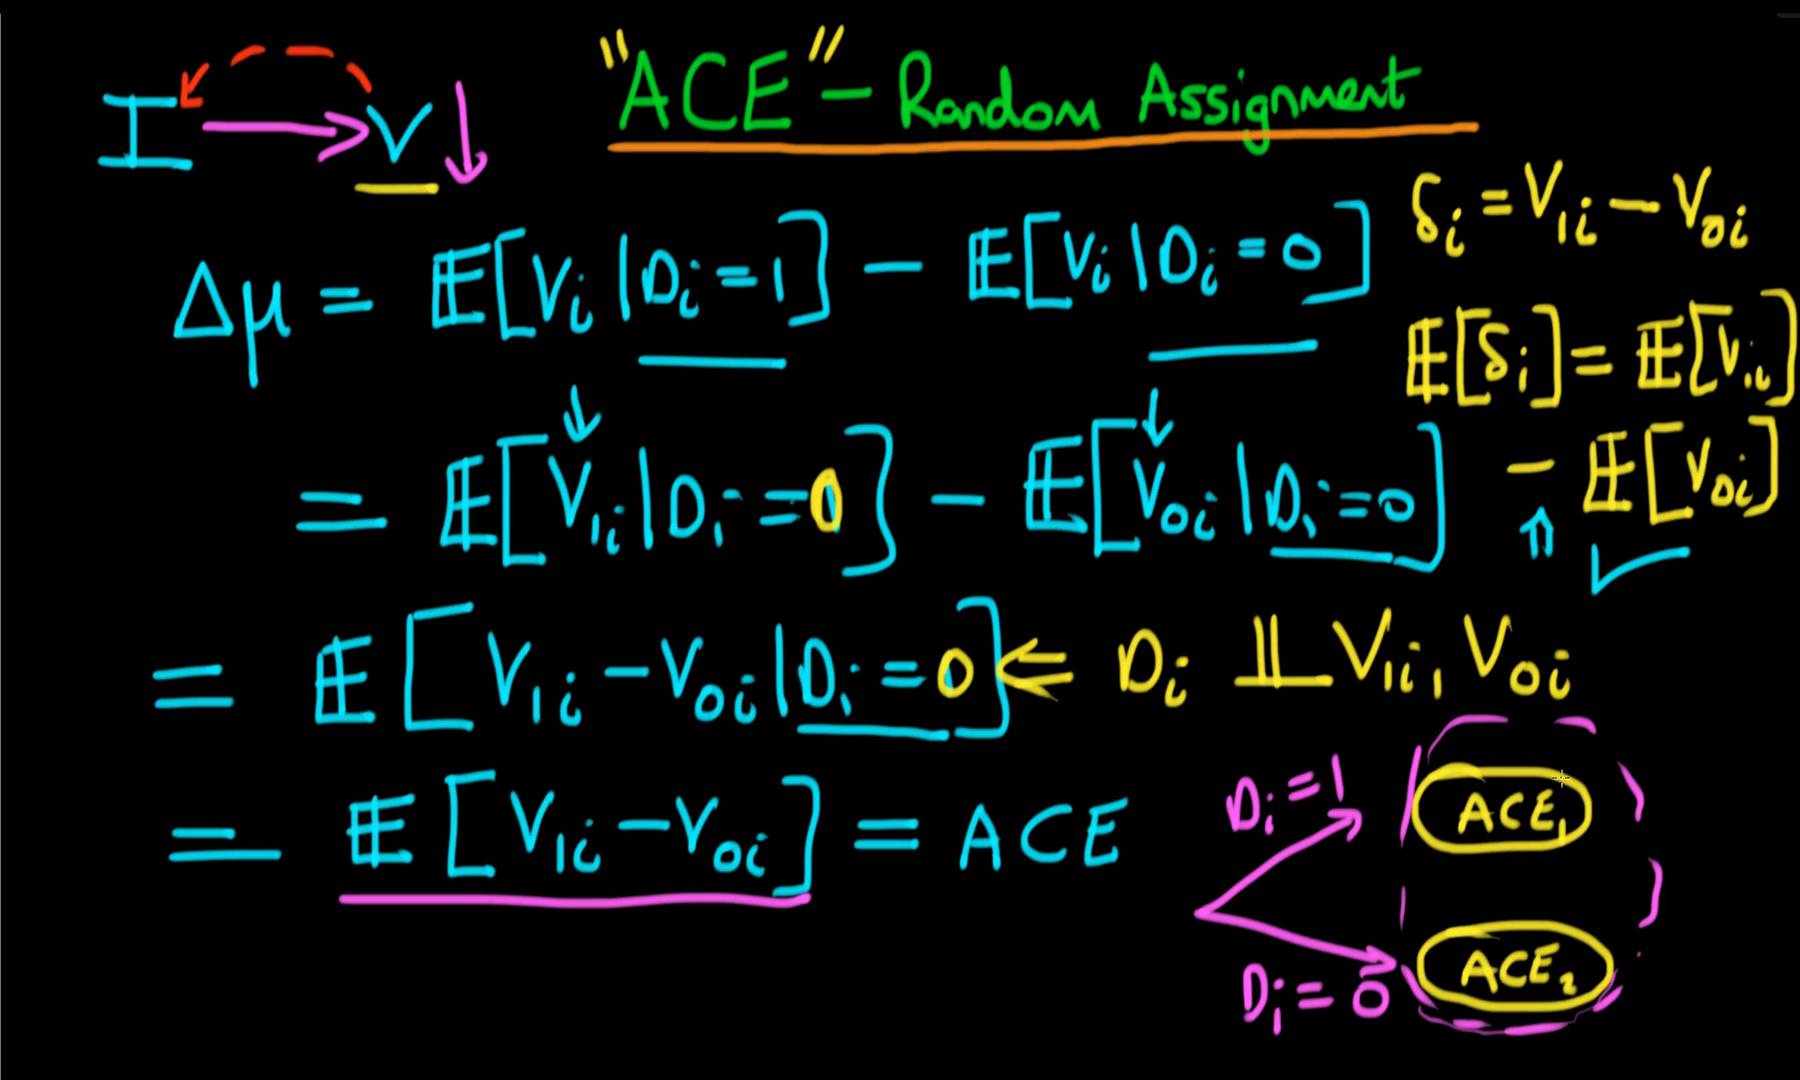 I → V ↓
"ACE" - Random Assignment
δi = V1i - V0i
Δμ = E[Vi | Di = 1] - E[Vi | Di = 0]
E[δi] = E[V1i]
- E[V0i]
= E[V1i | Di = 0] - E[V0i | Di = 0]
= E[V1i - V0i | Di = 0] ⇐ Di ⫫ V1i, V0i
= E[V1i - V0i] = ACE
Di = 1
ACE1
ACE2
Di = 0